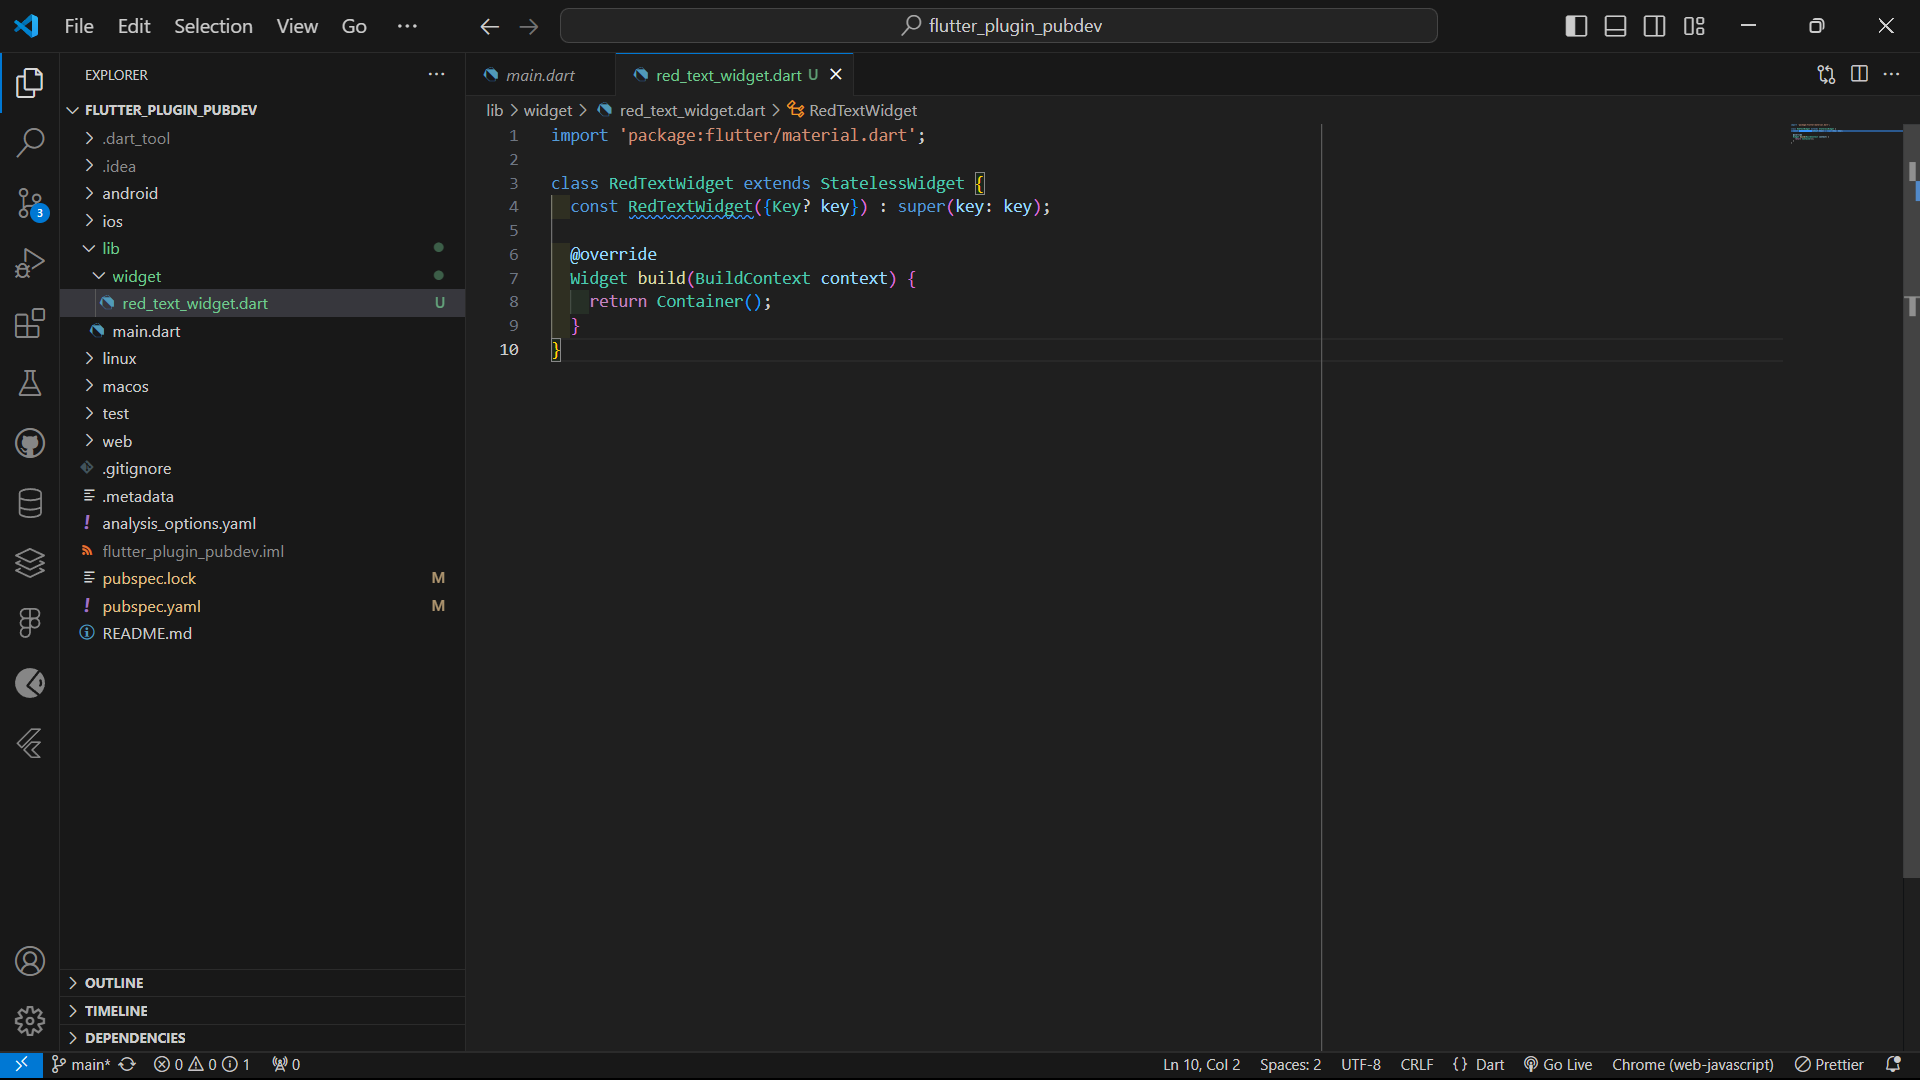 File Edit Selection View Go ··· flutter_plugin_pubdev
EXPLORER ···
FLUTTER_PLUGIN_PUBDEV
.dart_tool
.idea
android
3
ios
lib
widget
red_text_widget.dart U
main.dart
linux
macos
test
web
.gitignore
.metadata
! analysis_options.yaml
flutter_plugin_pubdev.iml
pubspec.lock M
! pubspec.yaml M
README.md
OUTLINE
TIMELINE
DEPENDENCIES
main.dart red_text_widget.dart U
lib > widget > red_text_widget.dart > RedTextWidget
1 import 'package:flutter/material.dart';
2
3 class RedTextWidget extends StatelessWidget {
4 const RedTextWidget({Key? key}) : super(key: key);
5
6 @override
7 Widget build(BuildContext context) {
8 return Container();
9 }
10 }
main* 0 0 1 0 Ln 10, Col 2 Spaces: 2 UTF-8 CRLF {} Dart Go Live Chrome (web-javascript) Prettier